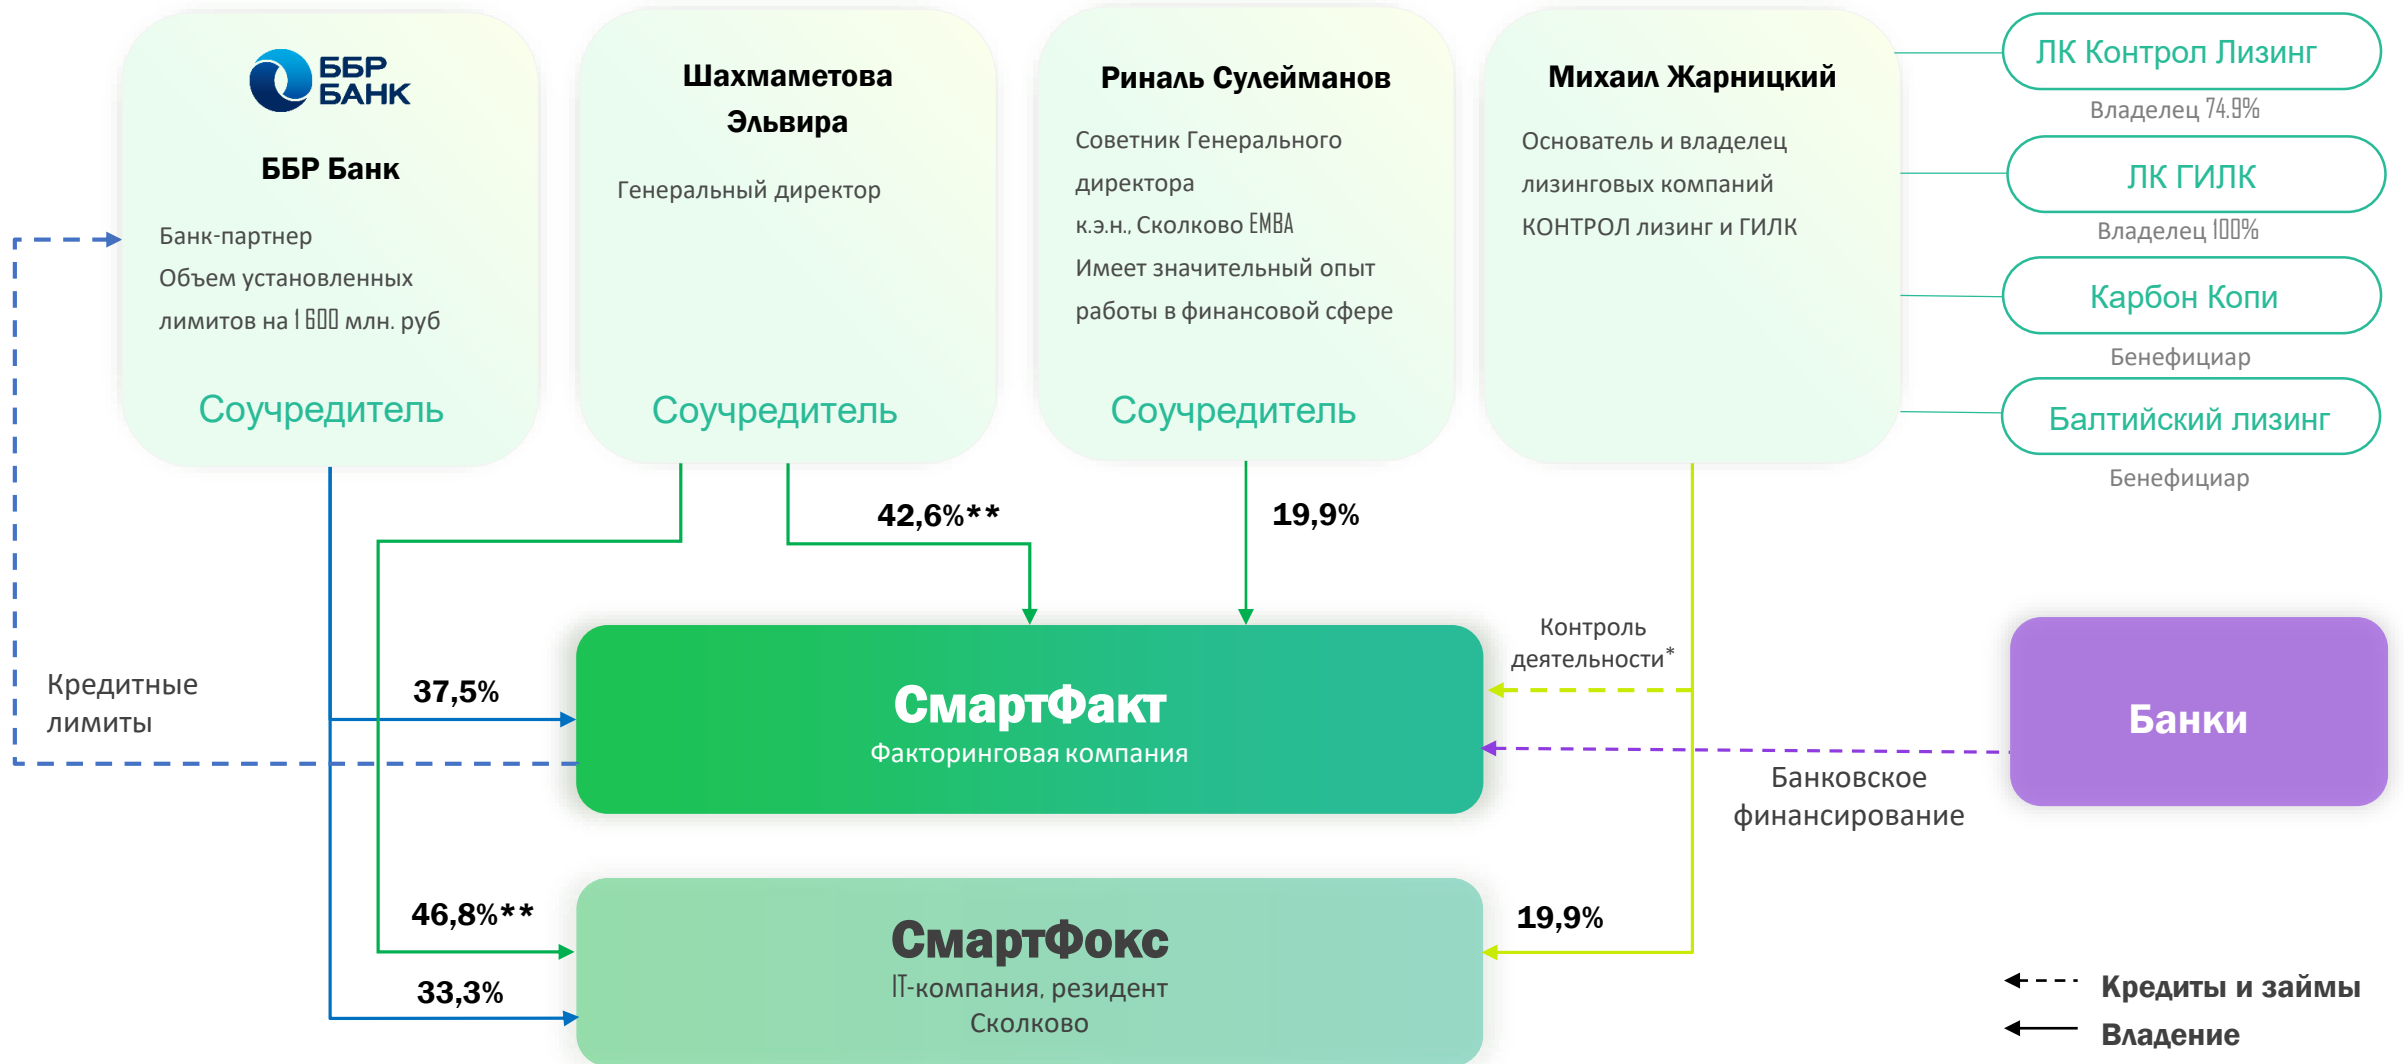 ББР
БАНК
ББР Банк
Банк-партнер
Объем установленных
лимитов на 1 600 млн. руб
Соучредитель
Шахмаметова
Эльвира
Генеральный директор
Соучредитель
Риналь Сулейманов
Советник Генерального
директора
к.э.н., Сколково EMBA
Имеет значительный опыт
работы в финансовой сфере
Соучредитель
Михаил Жарницкий
Основатель и владелец
лизинговых компаний
КОНТРОЛ лизинг и ГИЛК
ЛК Контрол Лизинг
Владелец 74.9%
ЛК ГИЛК
Владелец 100%
Карбон Копи
Бенефициар
Балтийский лизинг
Бенефициар
42,6%**
19,9%
Контроль
деятельности*
Кредитные
лимиты
37,5%
СмартФакт
Факторинговая компания
Банки
Банковское
финансирование
46,8%**
33,3%
СмартФокс
IT-компания, резидент
Сколково
19,9%
Кредиты и займы
Владение